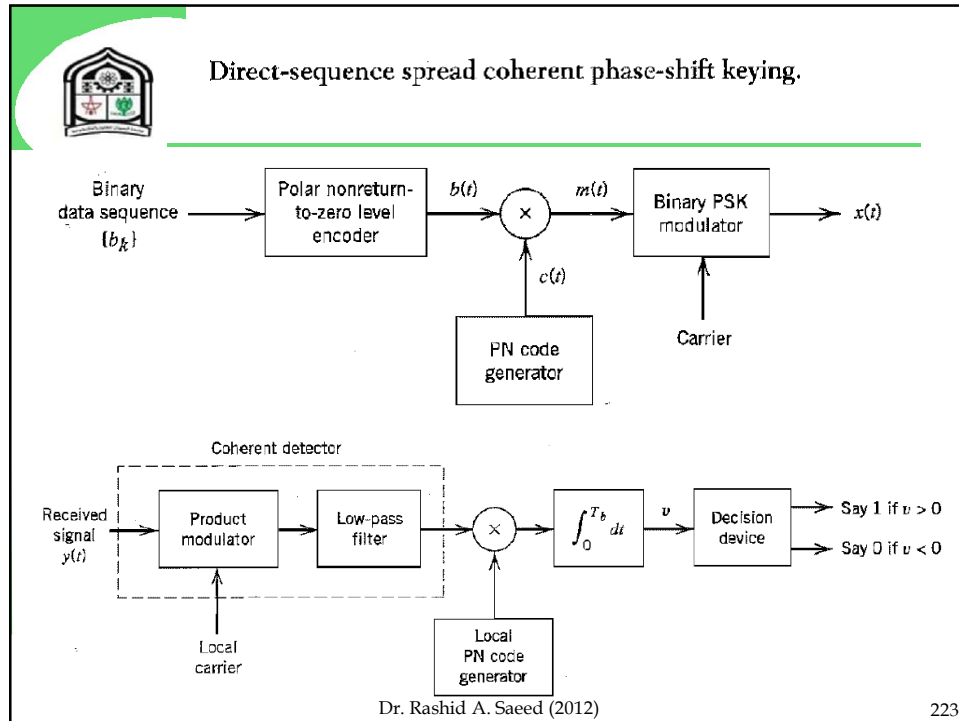 Direct-sequence spread coherent phase-shift keying.
Binary
data sequence
{b_k}
Polar nonreturn-
to-zero level
encoder
b(t)
×
m(t)
Binary PSK
modulator
x(t)
c(t)
PN code
generator
Carrier
Coherent detector
Received
signal
y(t)
Product
modulator
Low-pass
filter
×
∫_0^{T_b} dt
v
Decision
device
Say 1 if v > 0
Say 0 if v < 0
Local
carrier
Local
PN code
generator
Dr. Rashid A. Saeed (2012)
223